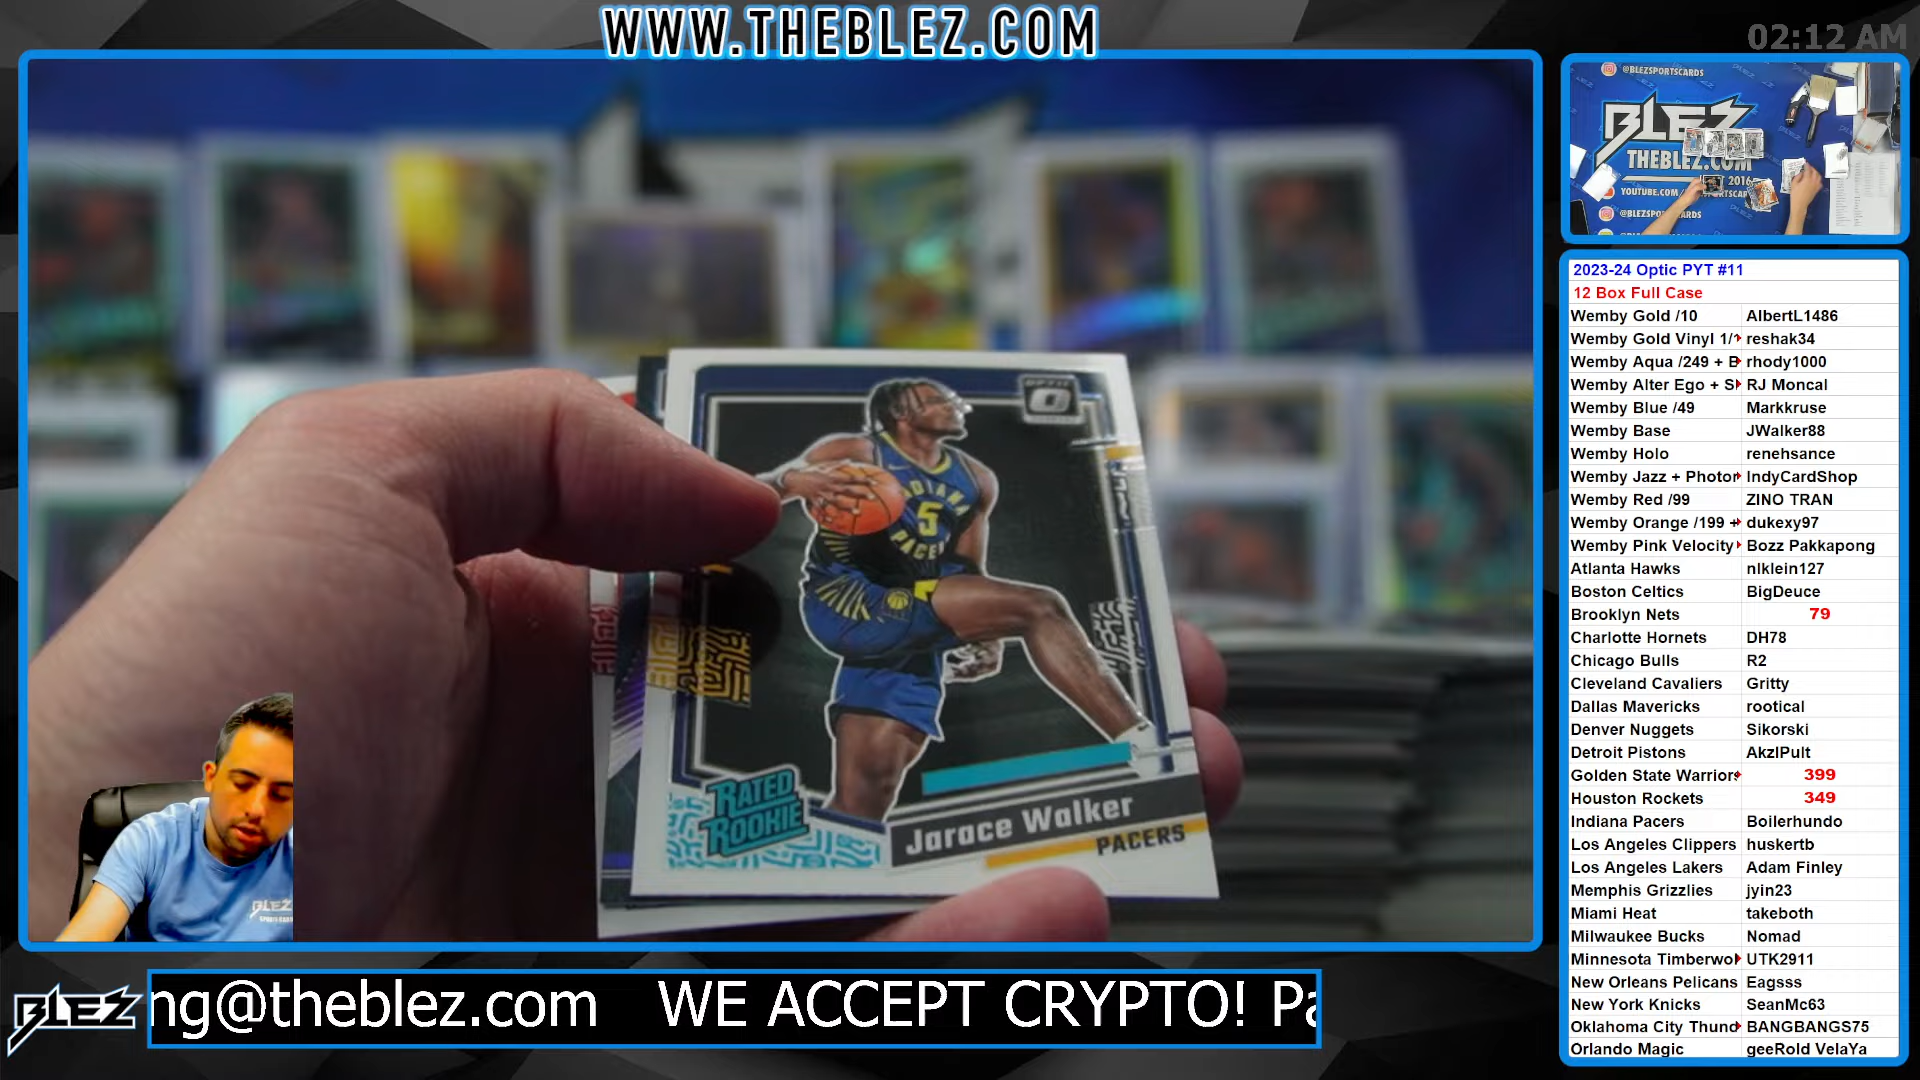 WWW.THEBLEZ.COM
02:12 AM
@BLEZSPORTSCARDS
BLEZ
THEBLEZ.COM
2016
YOUTUBE.COM
OPTIC
INDIANA
5
PACERS
RATED
ROOKIE
Jarace Walker
PACERS
BLEZ
2023-24 Optic PYT #11
12 Box Full Case
Wemby Gold /10 AlbertL1486
Wemby Gold Vinyl 1/ reshak34
Wemby Aqua /249 + B rhody1000
Wemby Alter Ego + S RJ Moncal
Wemby Blue /49 Markkruse
Wemby Base JWalker88
Wemby Holo renehsance
Wemby Jazz + Photo IndyCardShop
Wemby Red /99 ZINO TRAN
Wemby Orange /199 + dukexy97
Wemby Pink Velocity Bozz Pakkapong
Atlanta Hawks nlklein127
Boston Celtics BigDeuce
Brooklyn Nets 79
Charlotte Hornets DH78
Chicago Bulls R2
Cleveland Cavaliers Gritty
Dallas Mavericks rootical
Denver Nuggets Sikorski
Detroit Pistons AkzlPult
Golden State Warriors 399
Houston Rockets 349
Indiana Pacers Boilerhundo
Los Angeles Clippers huskertb
Los Angeles Lakers Adam Finley
Memphis Grizzlies jyin23
Miami Heat takeboth
Milwaukee Bucks Nomad
Minnesota Timberwol UTK2911
New Orleans Pelicans Eagsss
New York Knicks SeanMc63
Oklahoma City Thund BANGBANGS75
Orlando Magic geeRold VelaYa
BLEZ
ng@theblez.com WE ACCEPT CRYPTO! Pa